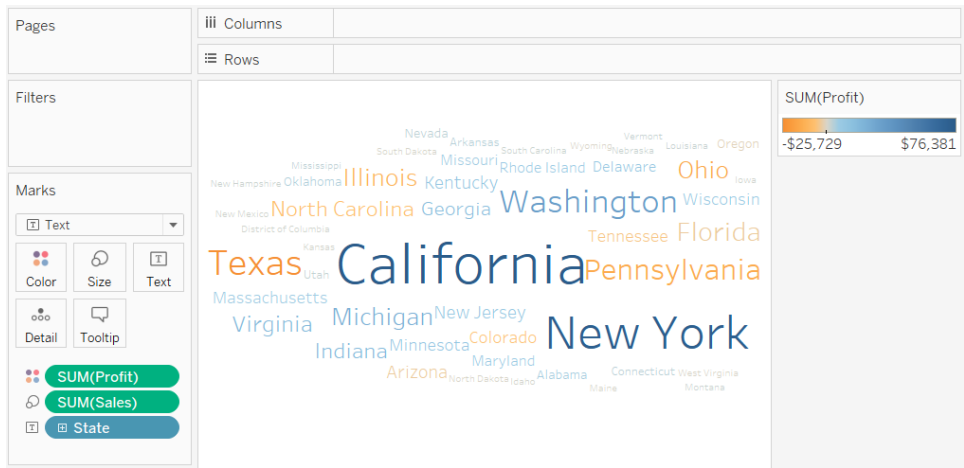 Pages
Columns
Rows
Filters
SUM(Profit)
-$25,729 $76,381
Marks
Text
Color Size Text
Detail Tooltip
SUM(Profit)
SUM(Sales)
State
Nevada
Arkansas
Vermont
South Dakota
South Carolina
Wyoming
Nebraska
Louisiana
Oregon
Mississippi
Missouri
Rhode Island
Delaware
Ohio
Iowa
New Hampshire
Oklahoma
Illinois
Kentucky
Washington
Wisconsin
New Mexico
North Carolina
Georgia
District of Columbia
Tennessee
Florida
Kansas
Texas
Utah
California
Pennsylvania
Massachusetts
Virginia
Michigan
New Jersey
New York
Indiana
Minnesota
Colorado
Maryland
Arizona
North Dakota
Idaho
Alabama
Connecticut
West Virginia
Maine
Montana